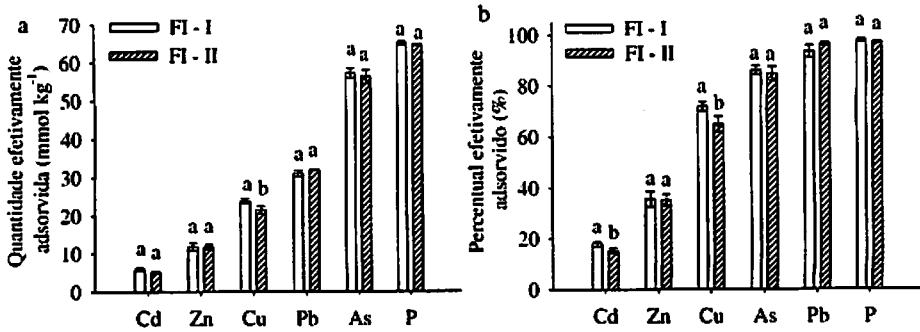 a
Quantidade efetivamente
adsorvida (mmol kg⁻¹)
70
60
50
40
30
20
10
0
FI - I
FI - II
a a
a a
a b
a a
a a
a a
Cd Zn Cu Pb As P
b
Percentual efetivamente
adsorvido (%)
100
80
60
40
20
0
FI - I
FI - II
a b
a a
a b
a a
a a
a a
Cd Zn Cu As Pb P